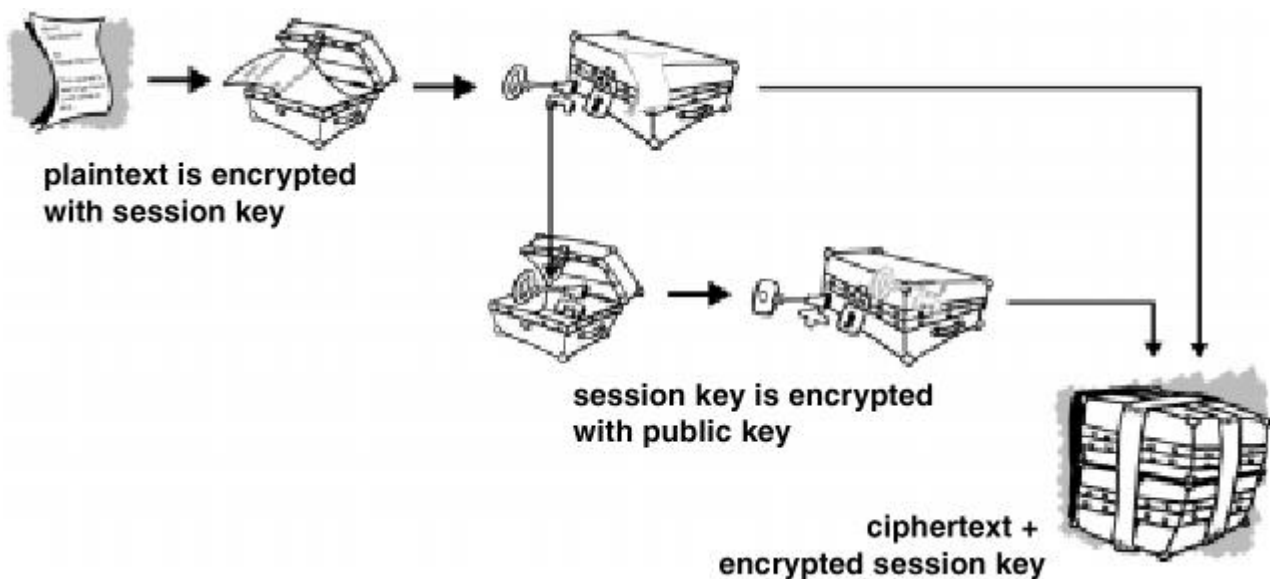 plaintext is encrypted
with session key
session key is encrypted
with public key
ciphertext +
encrypted session key